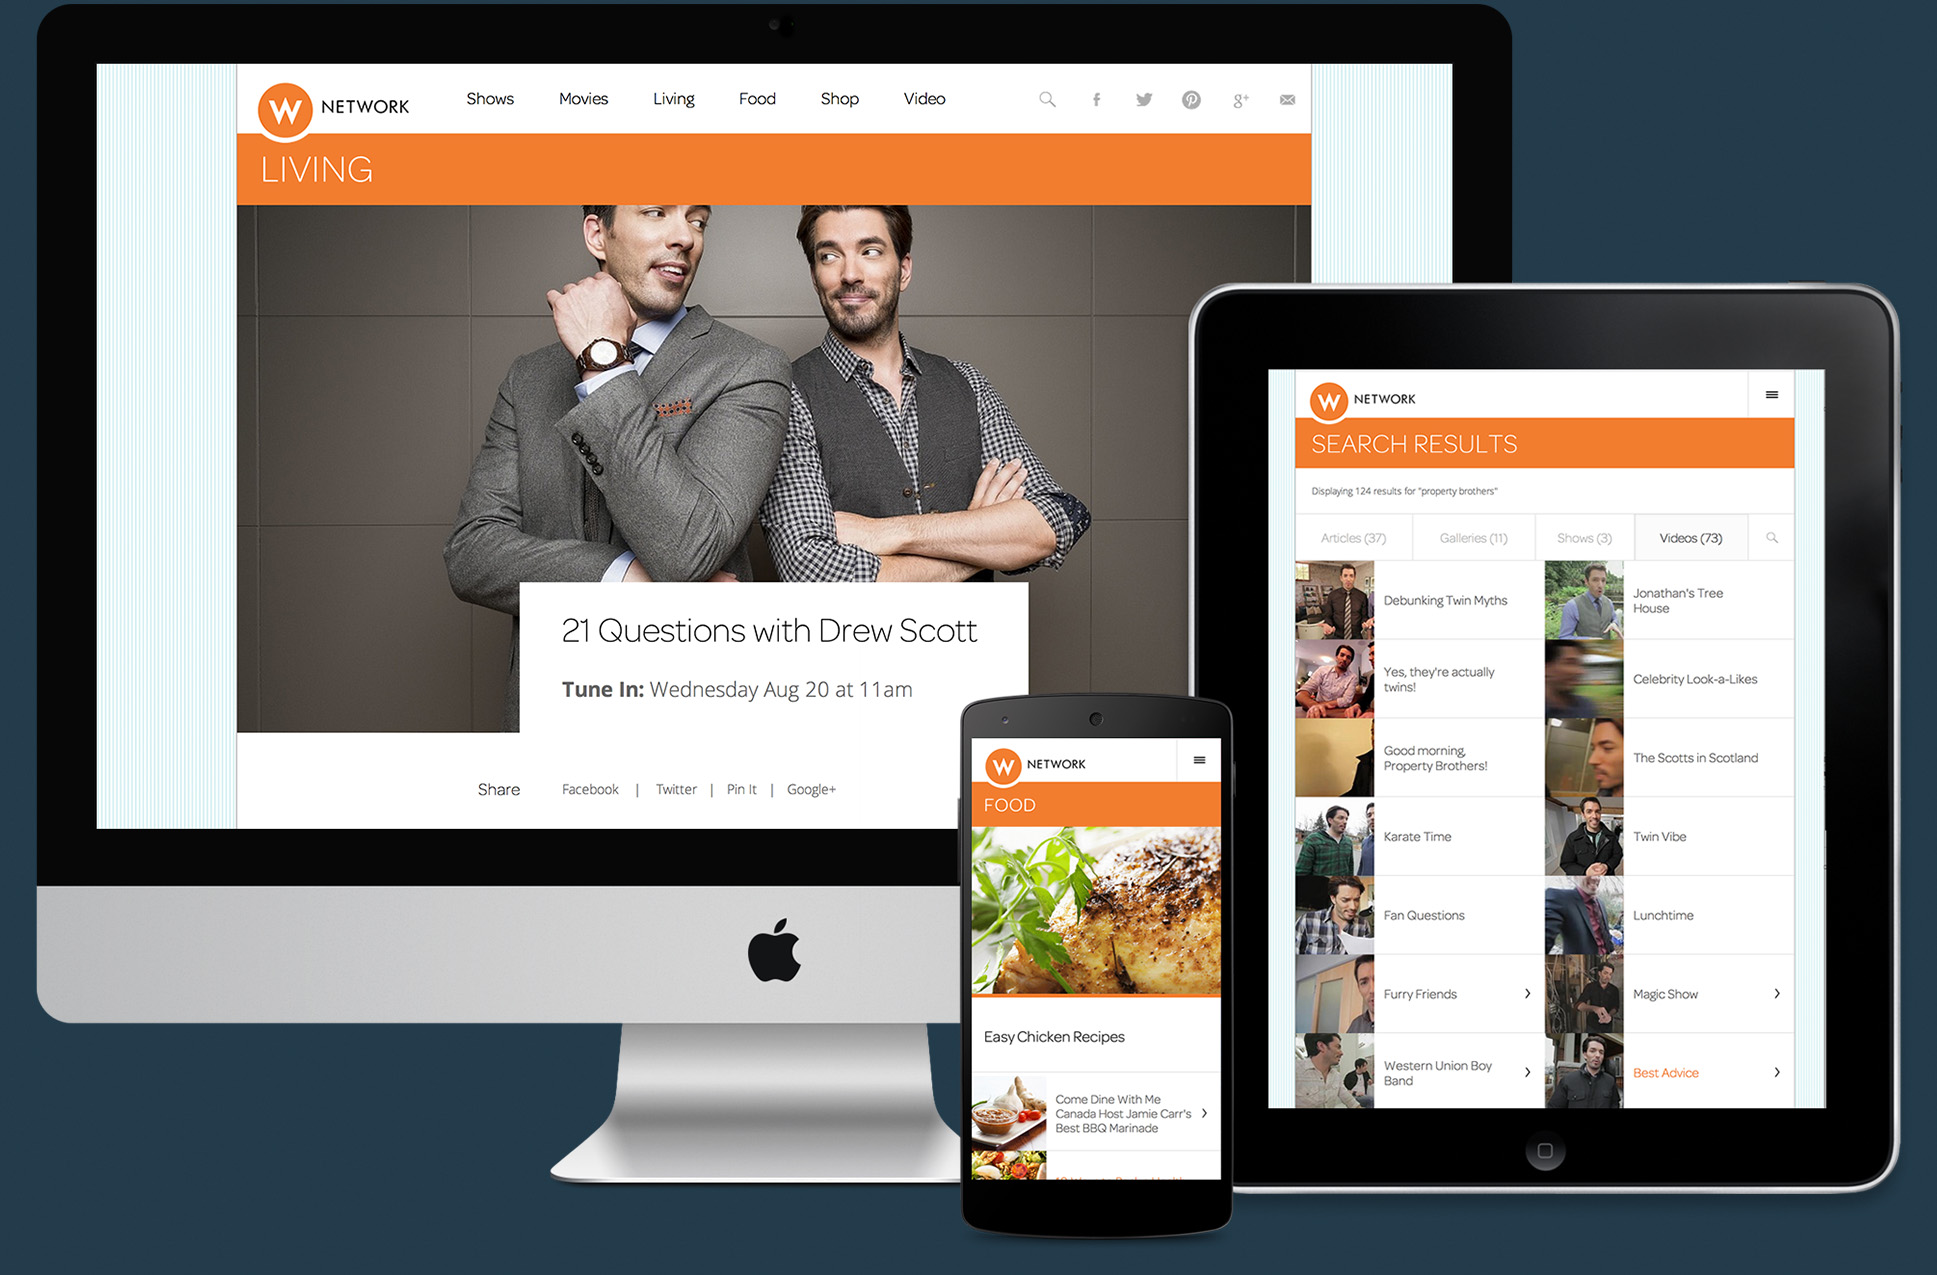 W NETWORK
Shows Movies Living Food Shop Video
LIVING
21 Questions with Drew Scott
Tune In: Wednesday Aug 20 at 11am
Share Facebook | Twitter | Pin It | Google+
W NETWORK
FOOD
Easy Chicken Recipes
Come Dine With Me
Canada Host Jamie Carr's
Best BBQ Marinade
W NETWORK
SEARCH RESULTS
Displaying 124 results for "property brothers"
Articles (37) Galleries (11) Shows (3) Videos (73)
Debunking Twin Myths
Jonathan's Tree
House
Yes, they're actually
twins!
Celebrity Look-a-Likes
Good morning,
Property Brothers!
The Scotts in Scotland
Karate Time
Twin Vibe
Fan Questions
Lunchtime
Furry Friends
Magic Show
Western Union Boy
Band
Best Advice